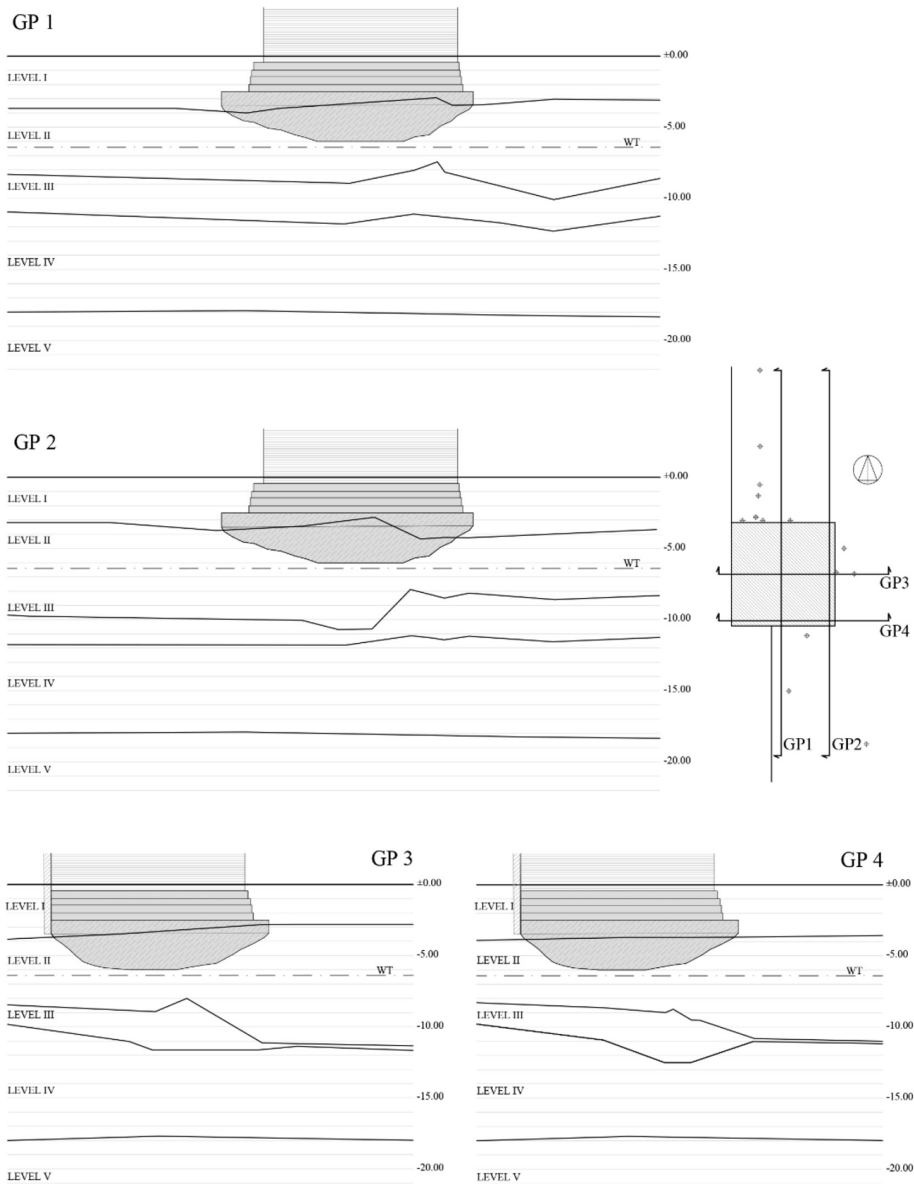 GP 1
±0.00
LEVEL I
-5.00
LEVEL II
WT
LEVEL III
-10.00
LEVEL IV
-15.00
-20.00
LEVEL V
GP 2
±0.00
LEVEL I
LEVEL II
-5.00
WT
LEVEL III
-10.00
LEVEL IV
-15.00
LEVEL V
-20.00
GP3
GP4
GP1
GP2
GP 3
±0.00
LEVEL I
LEVEL II
-5.00
WT
LEVEL III
-10.00
LEVEL IV
-15.00
LEVEL V
-20.00
GP 4
±0.00
LEVEL I
LEVEL II
-5.00
WT
LEVEL III
-10.00
LEVEL IV
-15.00
LEVEL V
-20.00